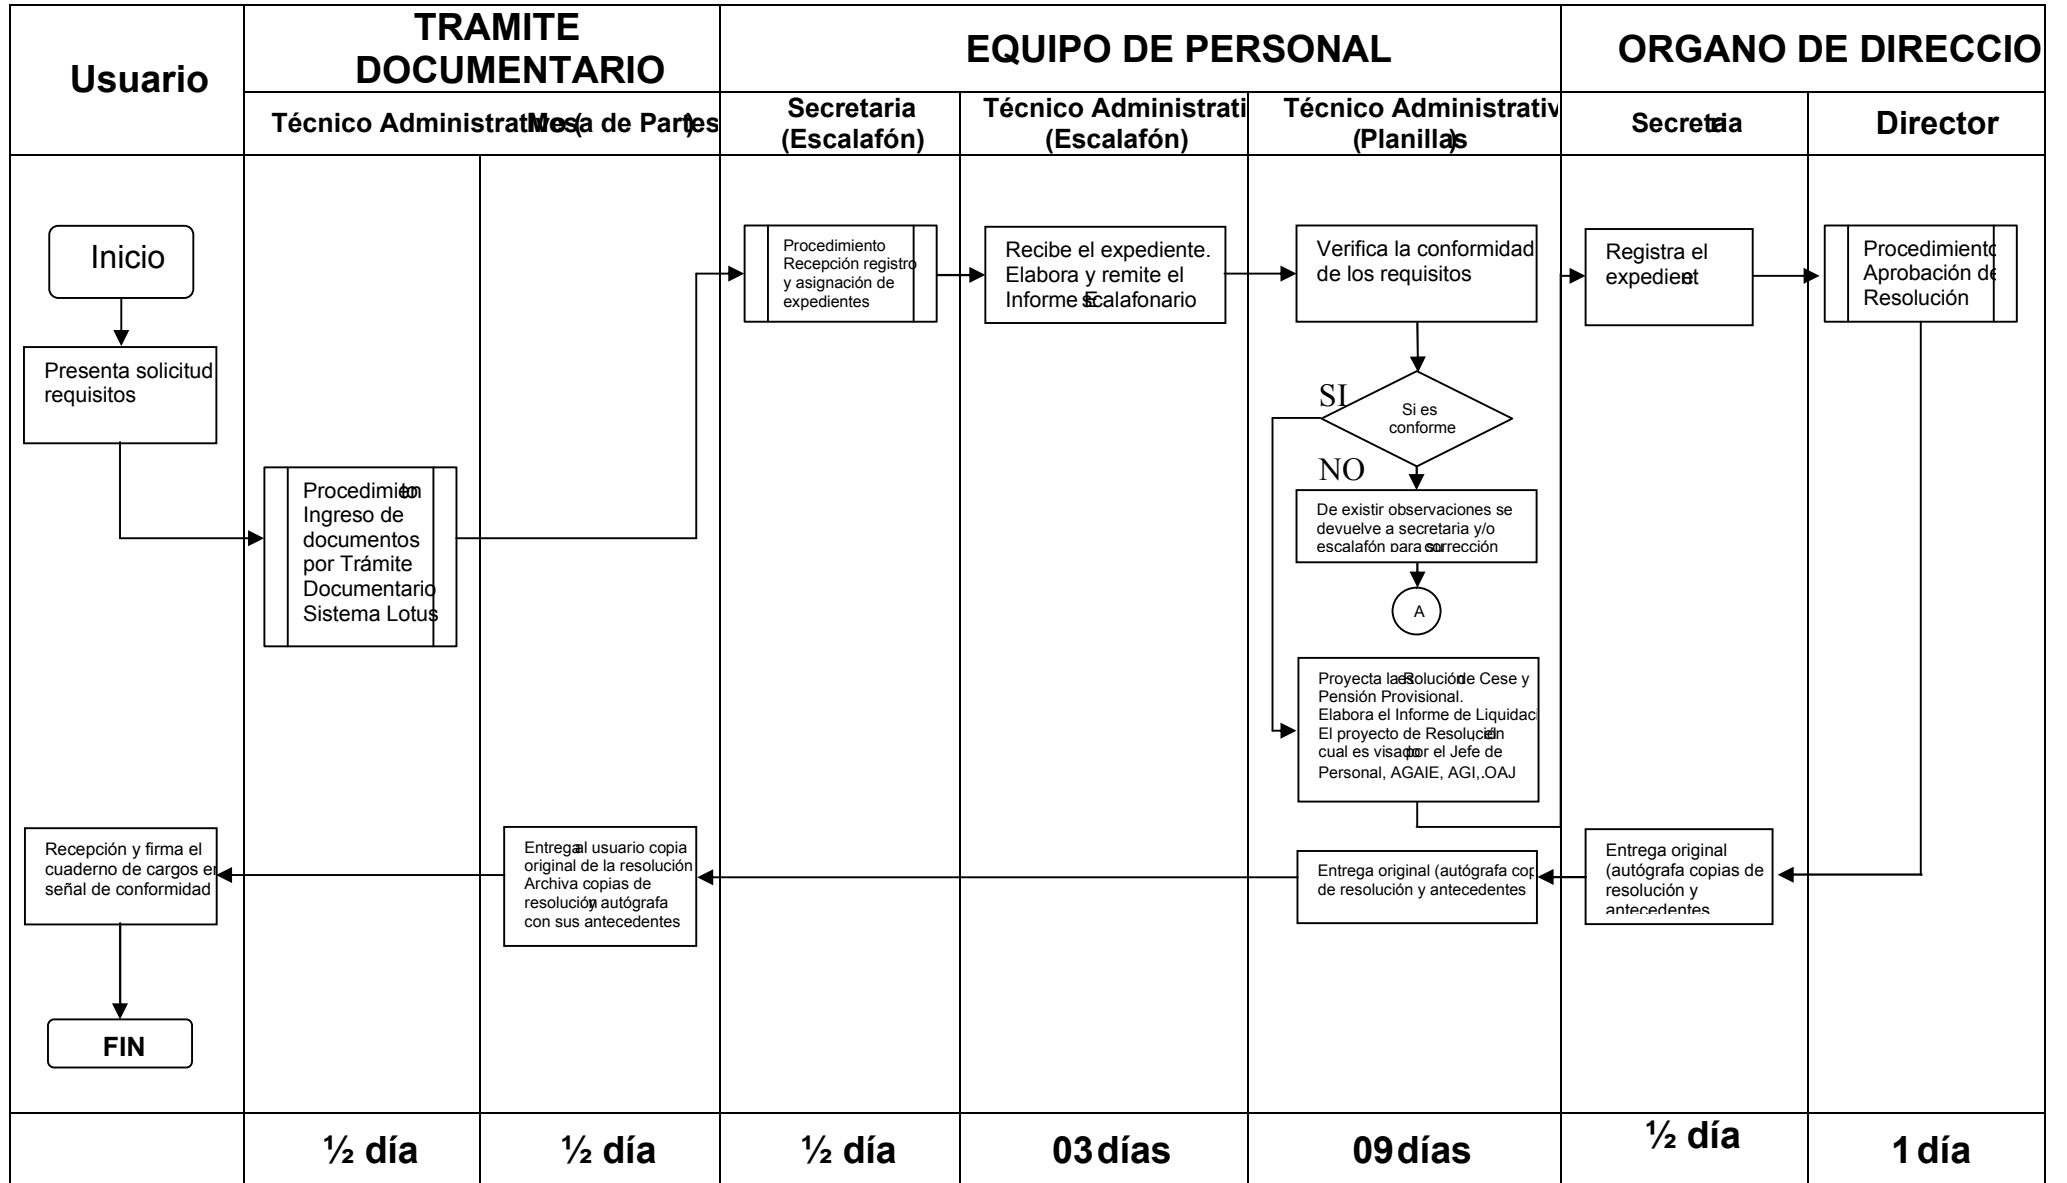 Usuario
TRAMITE
DOCUMENTARIO
EQUIPO DE PERSONAL
ORGANO DE DIRECCIO
Técnico Administrativo (Mesa de Partes)
Secretaria
(Escalafón)
Técnico Administrati
(Escalafón)
Técnico Administrativ
(Planillas)
Secretaria
Director
Inicio
Presenta solicitud
requisitos
Procedimiento
Ingreso de
documentos
por Trámite
Documentario
Sistema Lotus
Procedimiento
Recepción registro
y asignación de
expedientes
Recibe el expediente.
Elabora y remite el
Informe Escalafonario
Verifica la conformidad
de los requisitos
SI
Si es
conforme
NO
De existir observaciones se
devuelve a secretaria y/o
escalafón para su corrección
A
Proyecta la Resolución de Cese y
Pensión Provisional.
Elabora el Informe de Liquidaci
El proyecto de Resolución, el
cual es visado por el Jefe de
Personal, AGAIE, AGI,.OAJ
Registra el
expediente
Procedimiento
Aprobación de
Resolución
Recepción y firma el
cuaderno de cargos en
señal de conformidad
Entrega al usuario copia
original de la resolución
Archiva copias de
resolución y autógrafa
con sus antecedentes
Entrega original (autógrafa cop
de resolución y antecedentes
Entrega original
(autógrafa copias de
resolución y
antecedentes
FIN
½ día
½ día
½ día
03 días
09 días
½ día
1 día